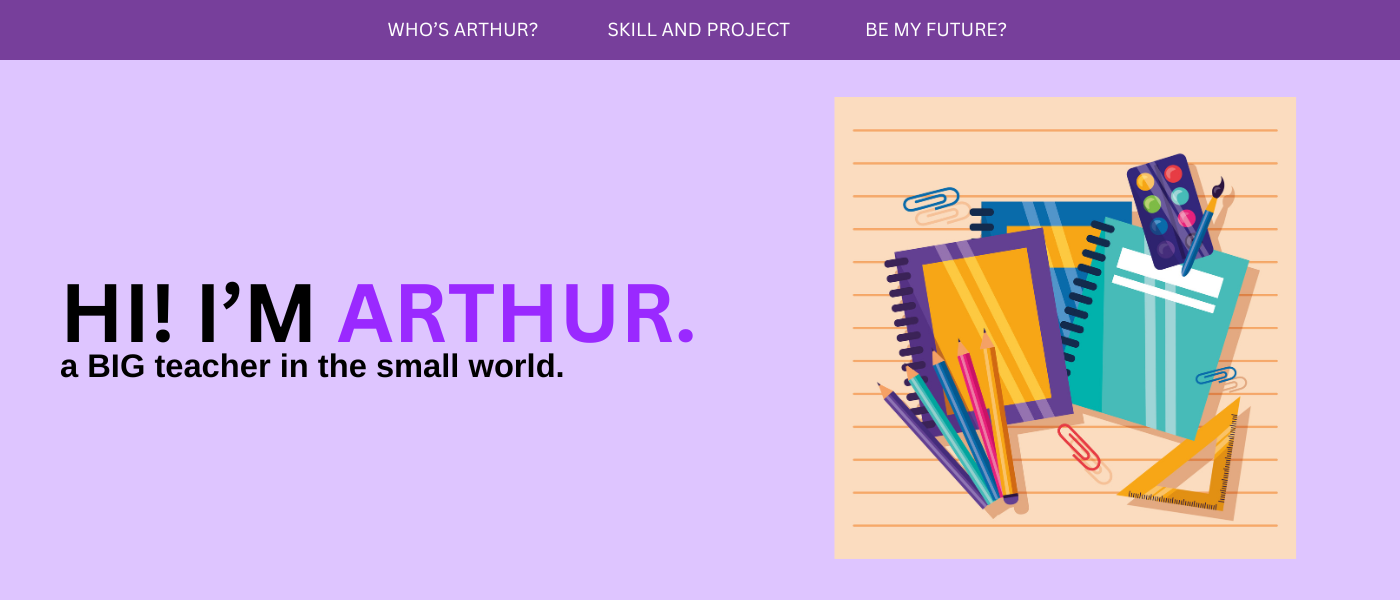 WHO’S ARTHUR? SKILL AND PROJECT BE MY FUTURE?
HI! I’M ARTHUR.
a BIG teacher in the small world.